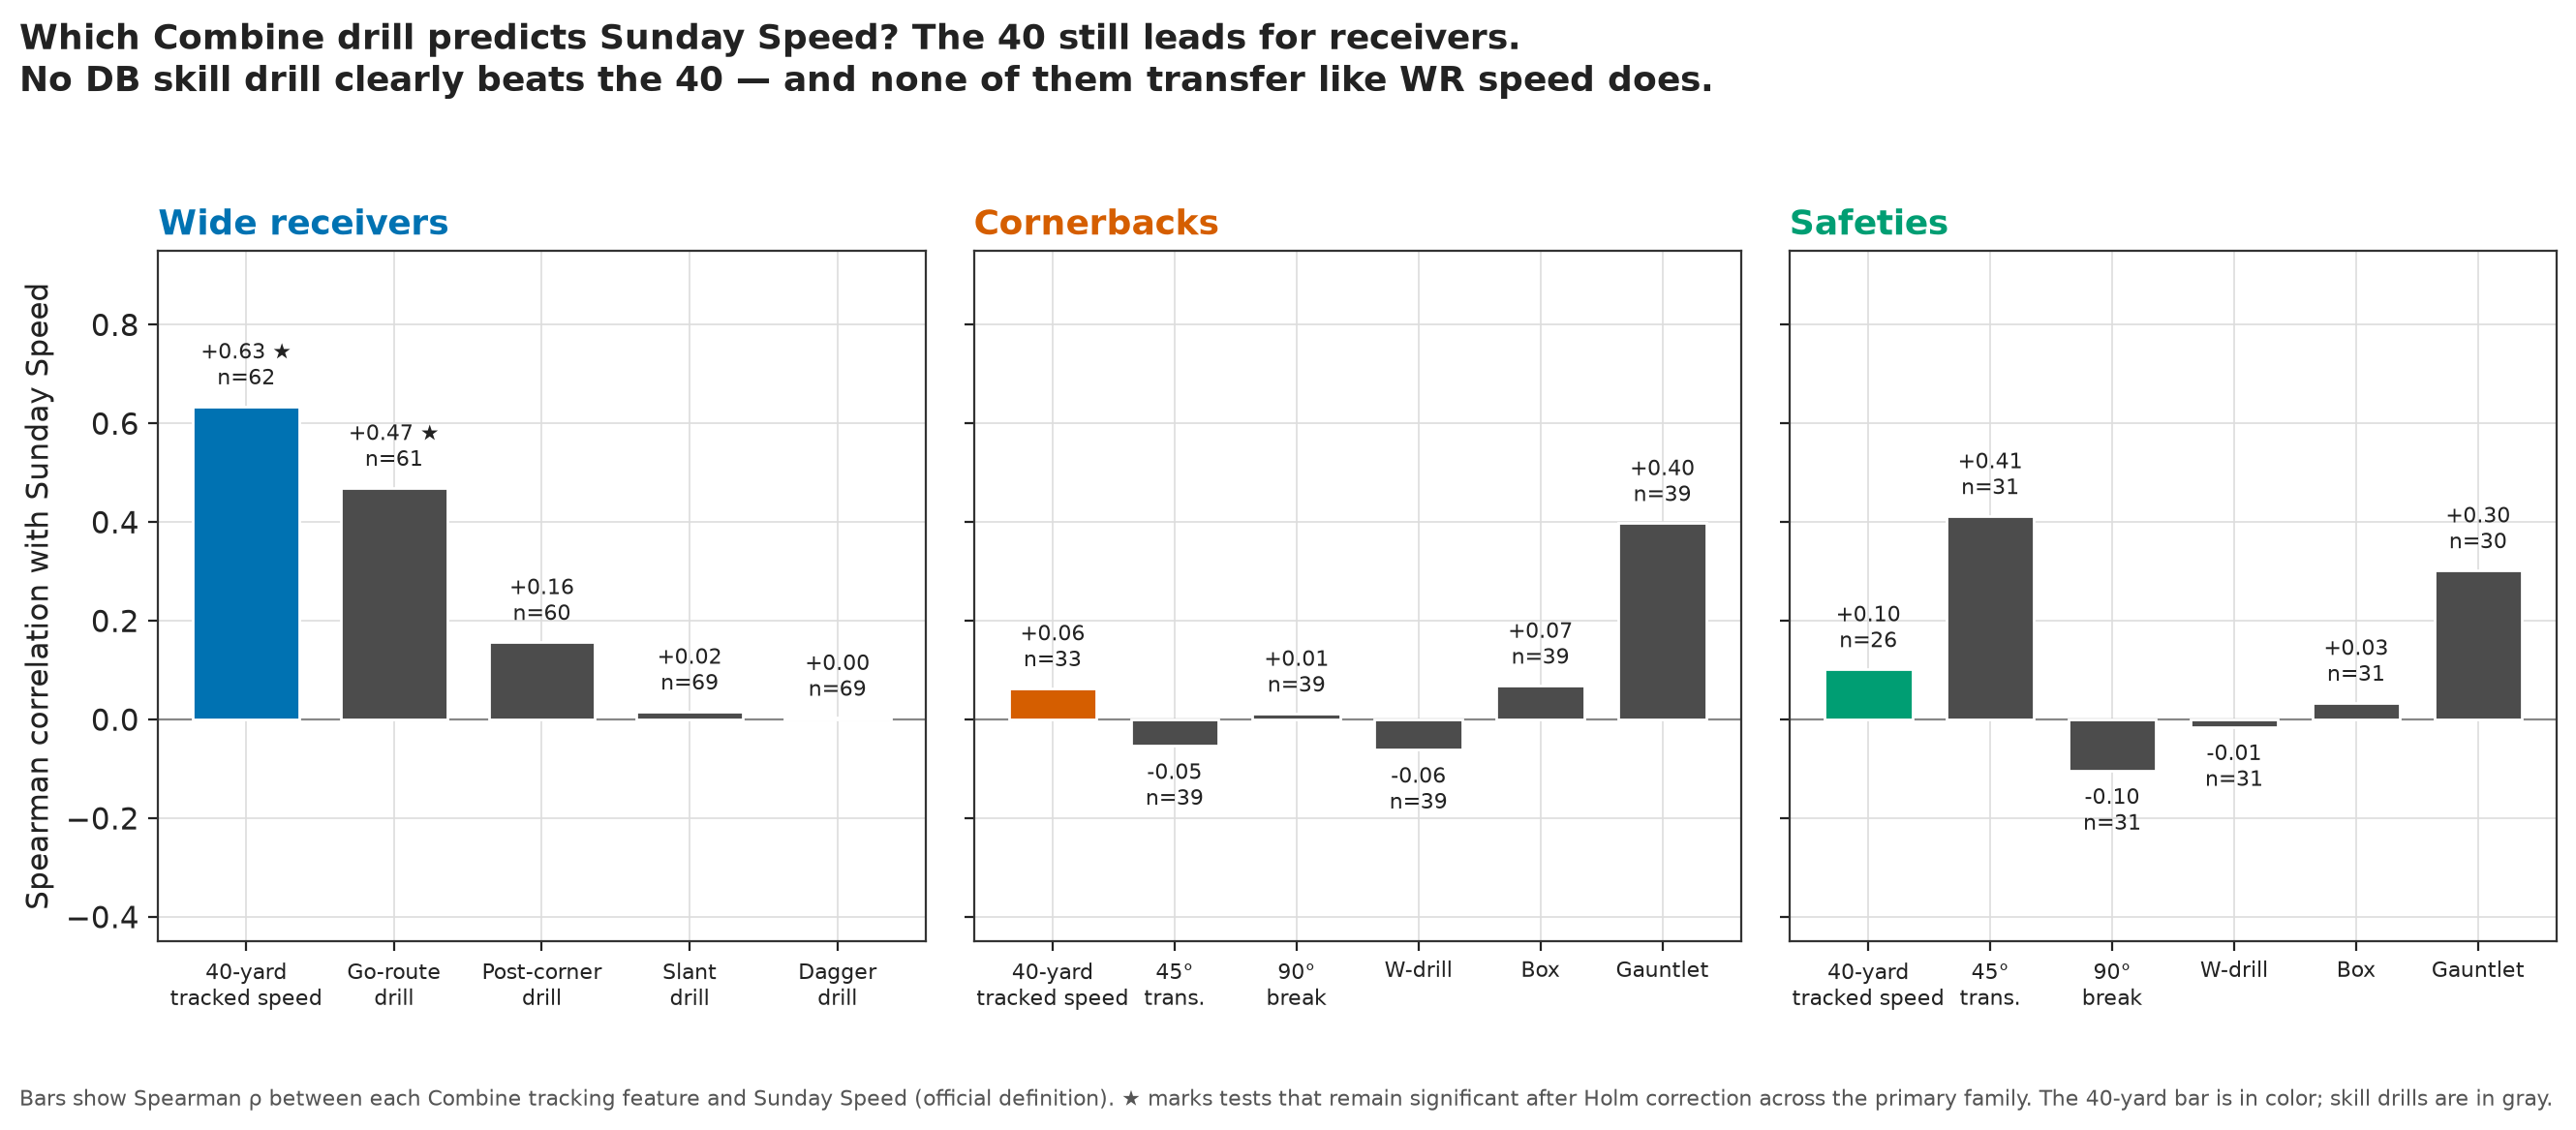 Which Combine drill predicts Sunday Speed? The 40 still leads for receivers.
No DB skill drill clearly beats the 40 — and none of them transfer like WR speed does.
Wide receivers
Spearman correlation with Sunday Speed
0.8
0.6
0.4
0.2
0.0
−0.2
−0.4
+0.63 ★
n=62
+0.47 ★
n=61
+0.16
n=60
+0.02
n=69
+0.00
n=69
40-yard
tracked speed
Go-route
drill
Post-corner
drill
Slant
drill
Dagger
drill
Cornerbacks
+0.06
n=33
-0.05
n=39
+0.01
n=39
-0.06
n=39
+0.07
n=39
+0.40
n=39
40-yard
tracked speed
45°
trans.
90°
break
W-drill
Box
Gauntlet
Safeties
+0.10
n=26
+0.41
n=31
-0.10
n=31
-0.01
n=31
+0.03
n=31
+0.30
n=30
40-yard
tracked speed
45°
trans.
90°
break
W-drill
Box
Gauntlet
Bars show Spearman ρ between each Combine tracking feature and Sunday Speed (official definition). ★ marks tests that remain significant after Holm correction across the primary family. The 40-yard bar is in color; skill drills are in gray.